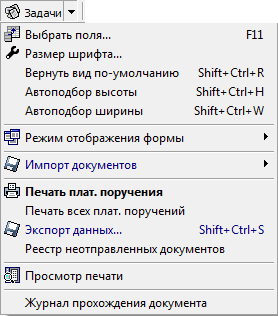 Задачи
Выбрать поля... F11
Размер шрифта...
Вернуть вид по-умолчанию Shift+Ctrl+R
Автоподбор высоты Shift+Ctrl+H
Автоподбор ширины Shift+Ctrl+W
Режим отображения формы
Импорт документов
Печать плат. поручения
Печать всех плат. поручений
Экспорт данных... Shift+Ctrl+S
Реестр неотправленных документов
Просмотр печати
Журнал прохождения документа